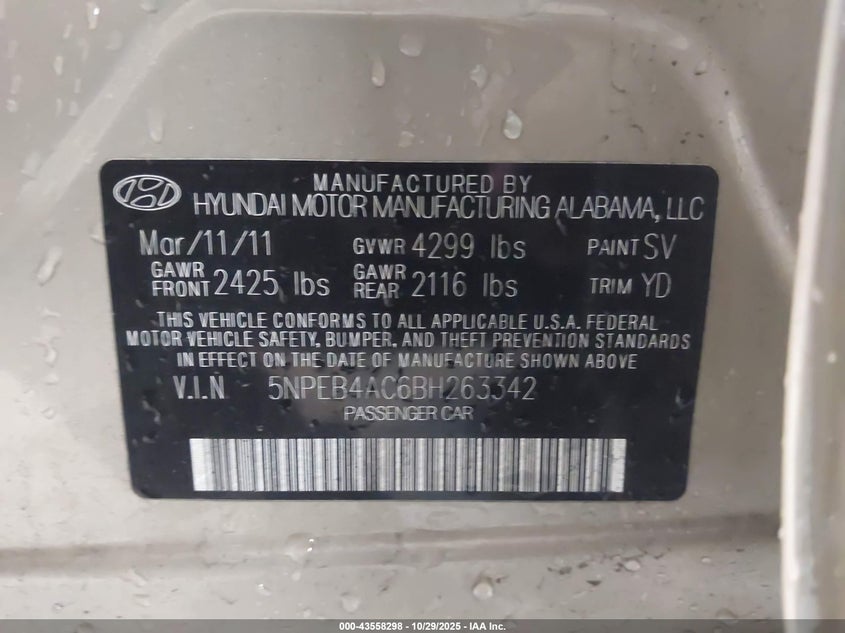 MANUFACTURED BY
HYUNDAI MOTOR MANUFACTURING ALABAMA, LLC
Mar/11/11 GVWR 4299 lbs PAINT SV
GAWR FRONT 2425 lbs GAWR REAR 2116 lbs TRIM YD
THIS VEHICLE CONFORMS TO ALL APPLICABLE U.S.A. FEDERAL
MOTOR VEHICLE SAFETY, BUMPER, AND THEFT PREVENTION STANDARDS
IN EFFECT ON THE DATE OF MANUFACTURE SHOWN ABOVE
V.I.N 5NPEB4AC6BH263342
PASSENGER CAR
000-43558298 - 10/29/2025 - IAA Inc.